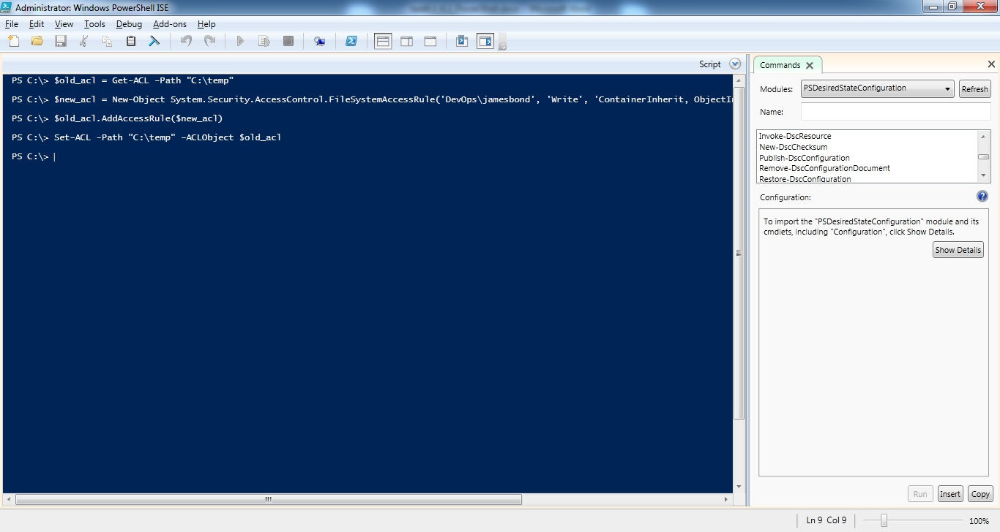 Administrator: Windows PowerShell ISE
File Edit View Tools Debug Add-ons Help
Script
PS C:\> $old_acl = Get-ACL -Path "C:\temp"
PS C:\> $new_acl = New-Object System.Security.AccessControl.FileSystemAccessRule('DevOps\jamesbond', 'Write', 'ContainerInherit, ObjectIn
PS C:\> $old_acl.AddAccessRule($new_acl)
PS C:\> Set-ACL -Path "C:\temp" -ACLObject $old_acl
PS C:\>
Commands
Modules: PSDesiredStateConfiguration Refresh
Name:
Invoke-DscResource
New-DscChecksum
Publish-DscConfiguration
Remove-DscConfigurationDocument
Restore-DscConfiguration
Configuration:
To import the "PSDesiredStateConfiguration" module and its
cmdlets, including "Configuration", click Show Details.
Show Details
Run Insert Copy
Ln 9 Col 9 100%